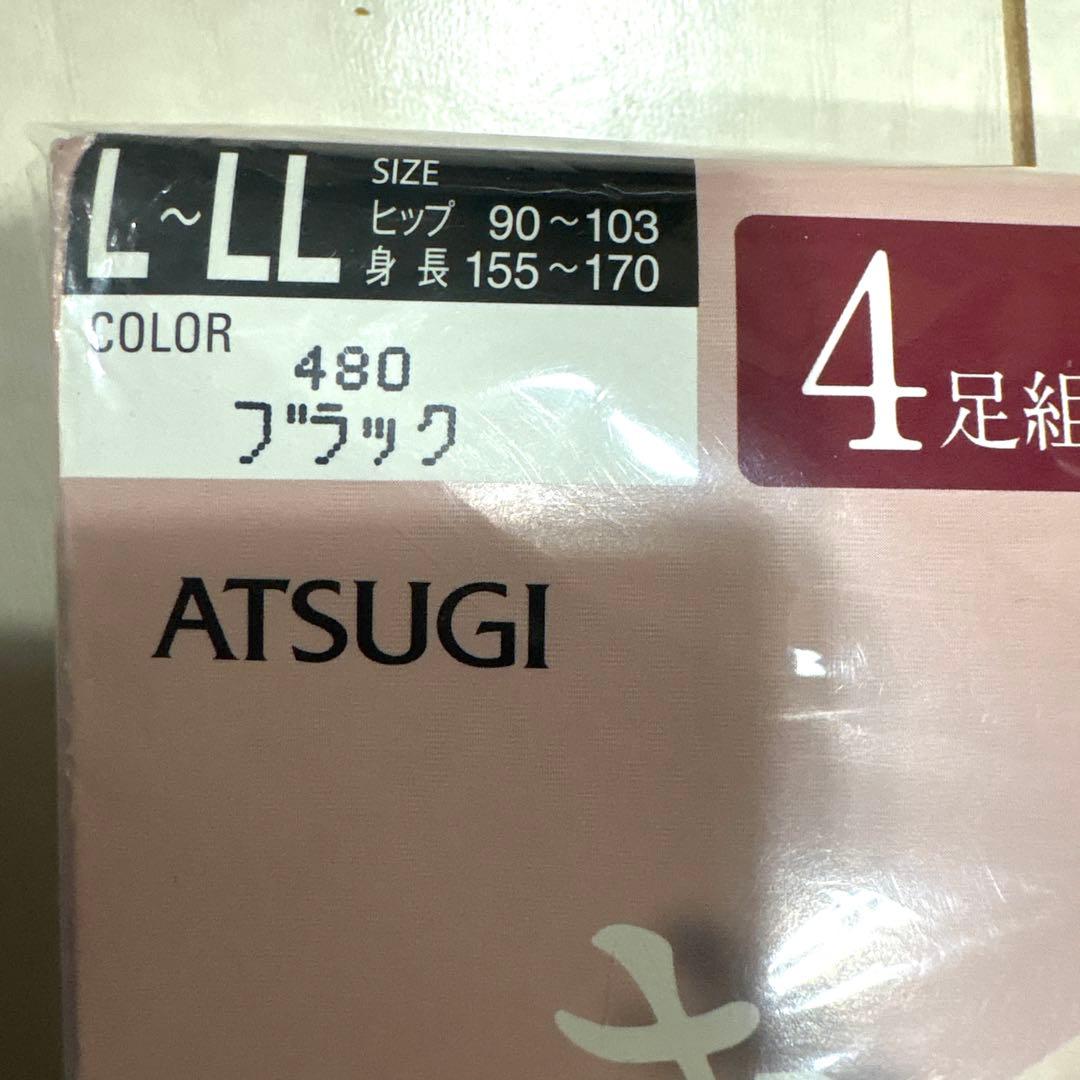 L~LL
SIZE
ヒップ 90~103
身長 155~170
COLOR
480
ブラック
4足組
ATSUGI